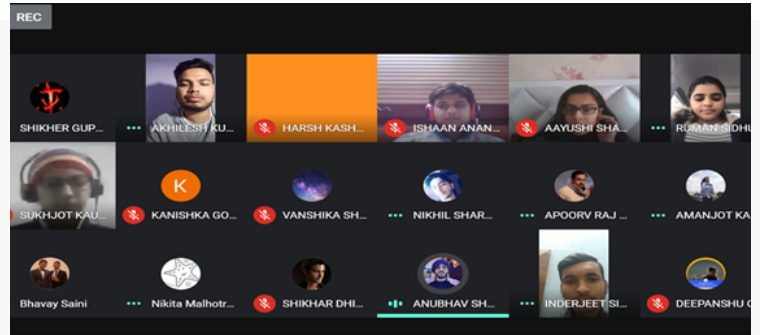 REC
SHIKHER GUP...
AKHILESH KU...
HARSH KASH...
ISHAAN ANAN...
AAYUSHI SHA...
RUMAN SIDHU
SUKHJOT KAU...
K
KANISHKA GO...
VANSHIKA SH...
NIKHIL SHAR...
APOORV RAJ ...
AMANJOT KA
Bhavay Saini
Nikita Malhotr...
SHIKHAR DHI...
ANUBHAV SH...
INDERJEET SI...
DEEPANSHU G